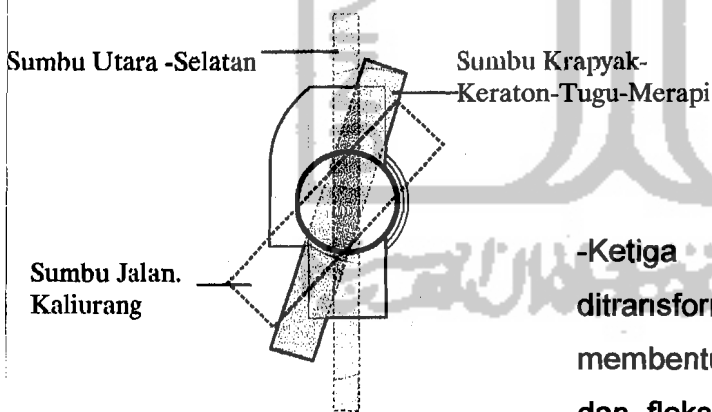 Sumbu Utara -Selatan
Sumbu Krapyak-
Keraton-Tugu-Merapi
Sumbu Jalan.
Kaliurang
-Ketiga
ditransfor
membentu
dan fleks